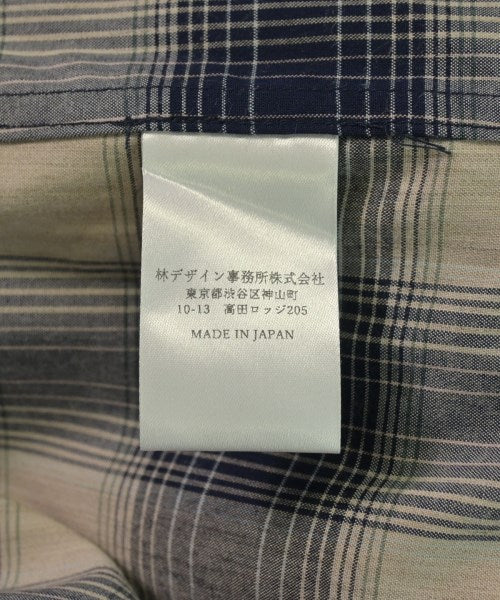 林デザイン事務所株式会社
東京都渋谷区神山町
10-13 高田ロッジ205
MADE IN JAPAN